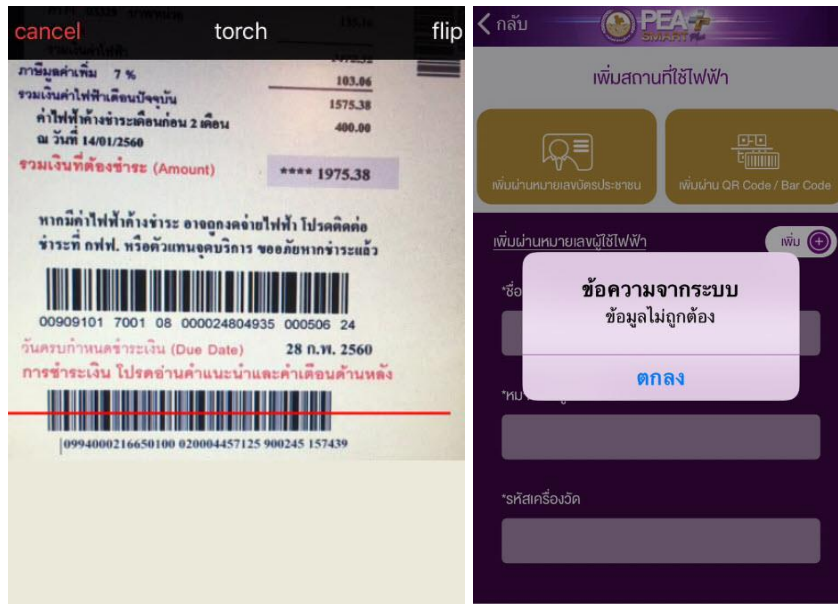 cancel torch flip
ภาษีมูลค่าเพิ่ม 7 % 103.06
รวมเงินค่าไฟฟ้าเดือนปัจจุบัน 1575.38
ค่าไฟฟ้าค้างชำระเดือนก่อน 2 เดือน 400.00
ณ วันที่ 14/01/2560
รวมเงินที่ต้องชำระ (Amount) **** 1975.38
หากมีค่าไฟฟ้าค้างชำระ อาจถูกงดจ่ายไฟฟ้า โปรดติดต่อ
ชำระที่ กฟฟ. หรือตัวแทนจุดบริการ ขออภัยหากชำระแล้ว
00909101 7001 08 000024804935 000506 24
วันครบกำหนดชำระเงิน (Due Date) 28 ก.พ. 2560
การชำระเงิน โปรดอ่านคำแนะนำและคำเตือนด้านหลัง
|0994000216650100 020004457125 900245 157439
กลับ
PEA
SMART
เพิ่มสถานที่ใช้ไฟฟ้า
เพิ่มผ่านหมายเลขบัตรประชาชน
เพิ่มผ่าน QR Code / Bar Code
เพิ่มผ่านหมายเลขผู้ใช้ไฟฟ้า เพิ่ม
*ชื่อ
ข้อความจากระบบ
ข้อมูลไม่ถูกต้อง
ตกลง
*รหัสเครื่องวัด